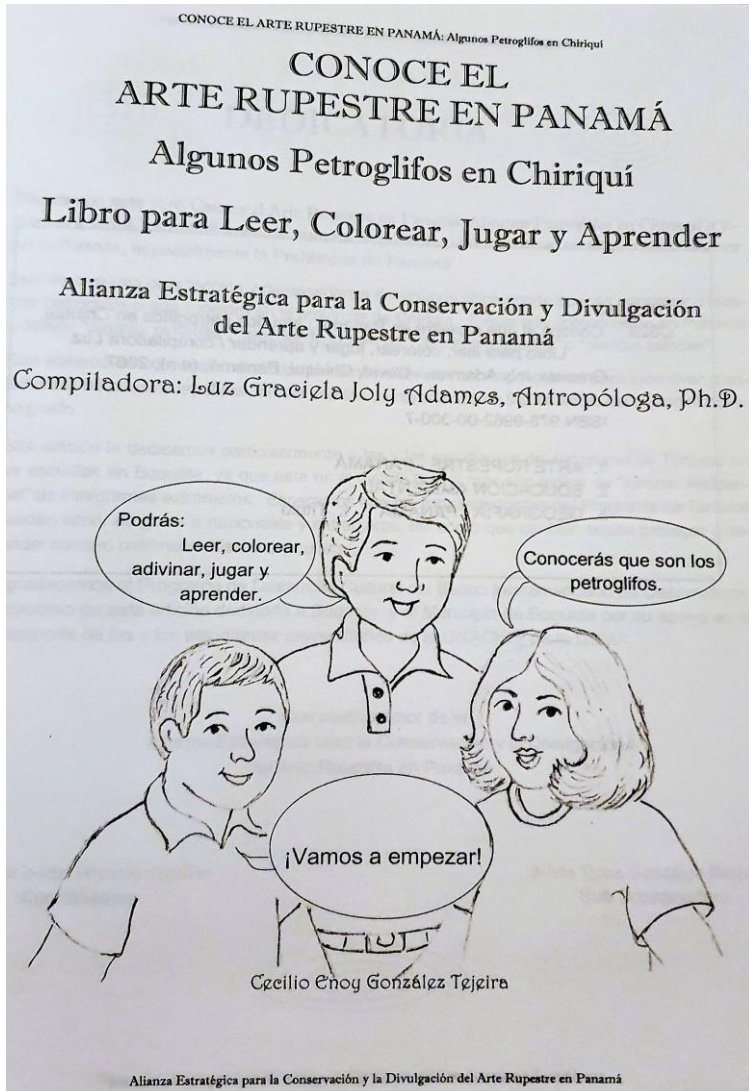 CONOCE EL ARTE RUPESTRE EN PANAMÁ: Algunos Petroglifos en Chiriquí
CONOCE EL
ARTE RUPESTRE EN PANAMÁ
Algunos Petroglifos en Chiriquí
Libro para Leer, Colorear, Jugar y Aprender
Alianza Estratégica para la Conservación y Divulgación
del Arte Rupestre en Panamá
Compiladora: Luz Graciela Joly Adames, Antropóloga, Ph.D.
Podrás:
Leer, colorear,
adivinar, jugar y
aprender.
Conocerás que son los
petroglifos.
¡Vamos a empezar!
Cecilio Enoy González Tejeira
Alianza Estratégica para la Conservación y la Divulgación del Arte Rupestre en Panamá